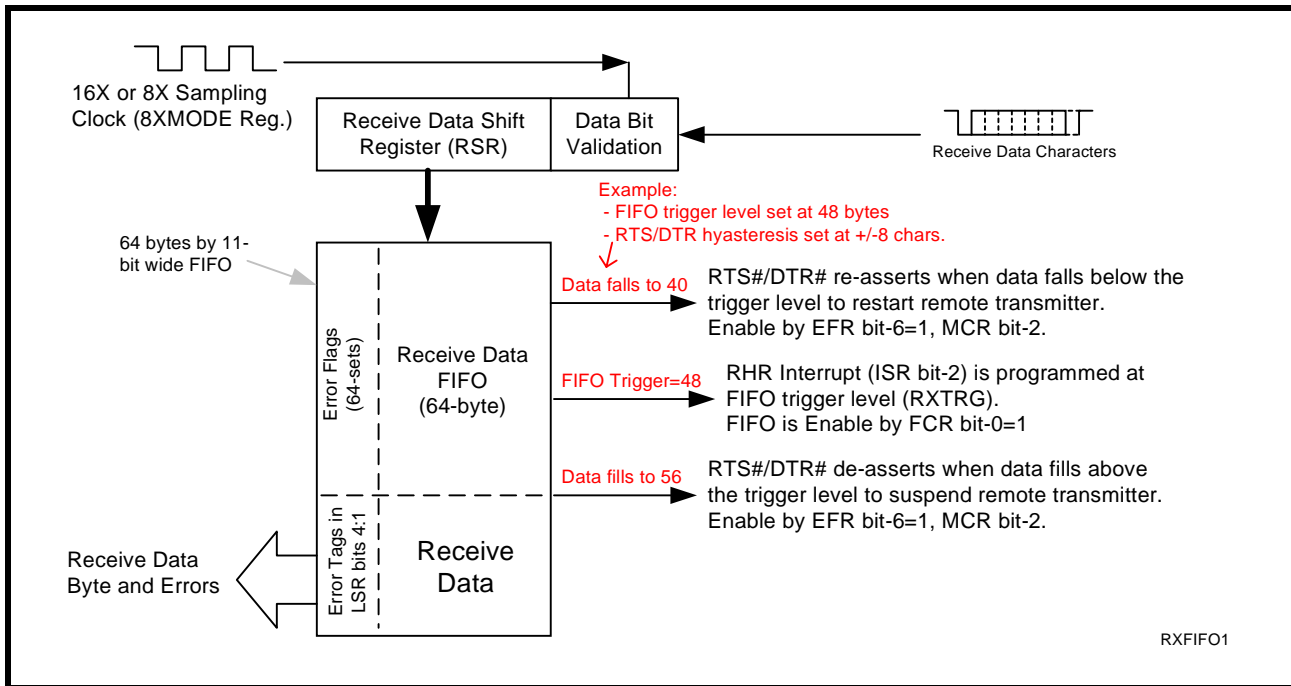 16X or 8X Sampling
Clock (8XMODE Reg.)
Receive Data Shift
Register (RSR)
Data Bit
Validation
Receive Data Characters
Example:
- FIFO trigger level set at 48 bytes
- RTS/DTR hyasteresis set at +/-8 chars.
64 bytes by 11-
bit wide FIFO
Data falls to 40
RTS#/DTR# re-asserts when data falls below the
trigger level to restart remote transmitter.
Enable by EFR bit-6=1, MCR bit-2.
Error Flags
(64-sets)
Receive Data
FIFO
(64-byte)
FIFO Trigger=48
RHR Interrupt (ISR bit-2) is programmed at
FIFO trigger level (RXTRG).
FIFO is Enable by FCR bit-0=1
Data fills to 56
RTS#/DTR# de-asserts when data fills above
the trigger level to suspend remote transmitter.
Enable by EFR bit-6=1, MCR bit-2.
Error Tags in
LSR bits 4:1
Receive
Data
Receive Data
Byte and Errors
RXFIFO1